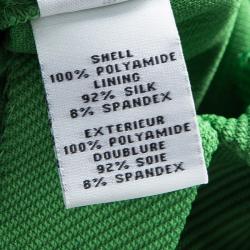 SHELL
100% POLYAMIDE
LINING
92% SILK
8% SPANDEX
EXTERIEUR
100% POLYAMIDE
DOUBLURE
92% SOIE
8% SPANDEX